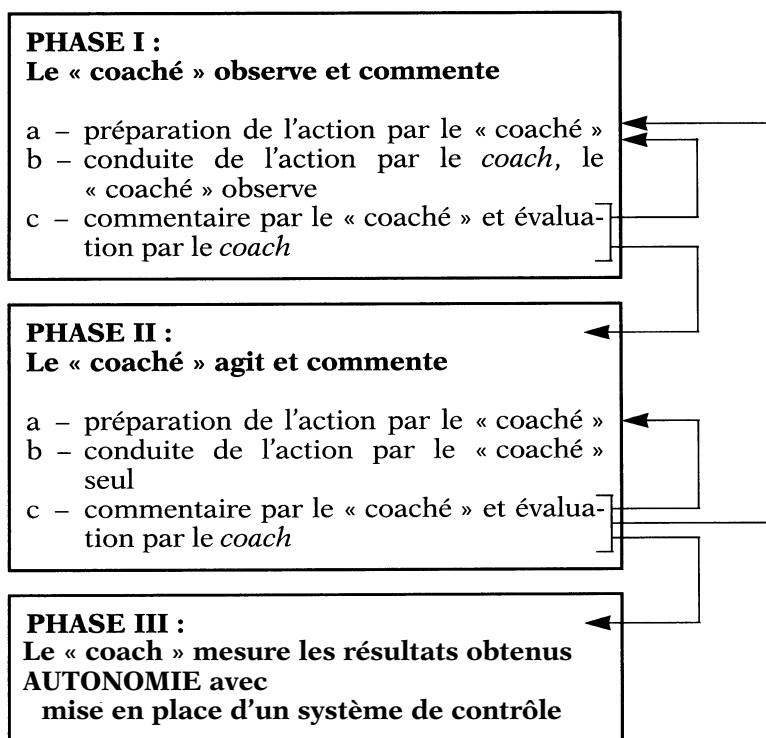 PHASE I :
Le « coaché » observe et commente
a – préparation de l'action par le « coaché »
b – conduite de l'action par le coach, le
« coaché » observe
c – commentaire par le « coaché » et évalua-
tion par le coach
PHASE II :
Le « coaché » agit et commente
a – préparation de l'action par le « coaché »
b – conduite de l'action par le « coaché »
seul
c – commentaire par le « coaché » et évalua-
tion par le coach
PHASE III :
Le « coach » mesure les résultats obtenus
AUTONOMIE avec
mise en place d'un système de contrôle